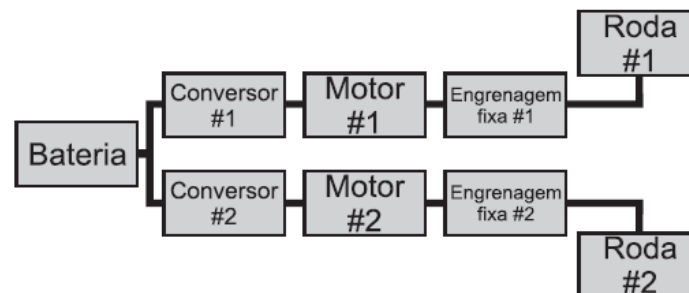 Roda
#1
Conversor
#1
Motor
#1
Engrenagem
fixa #1
Bateria
Conversor
#2
Motor
#2
Engrenagem
fixa #2
Roda
#2